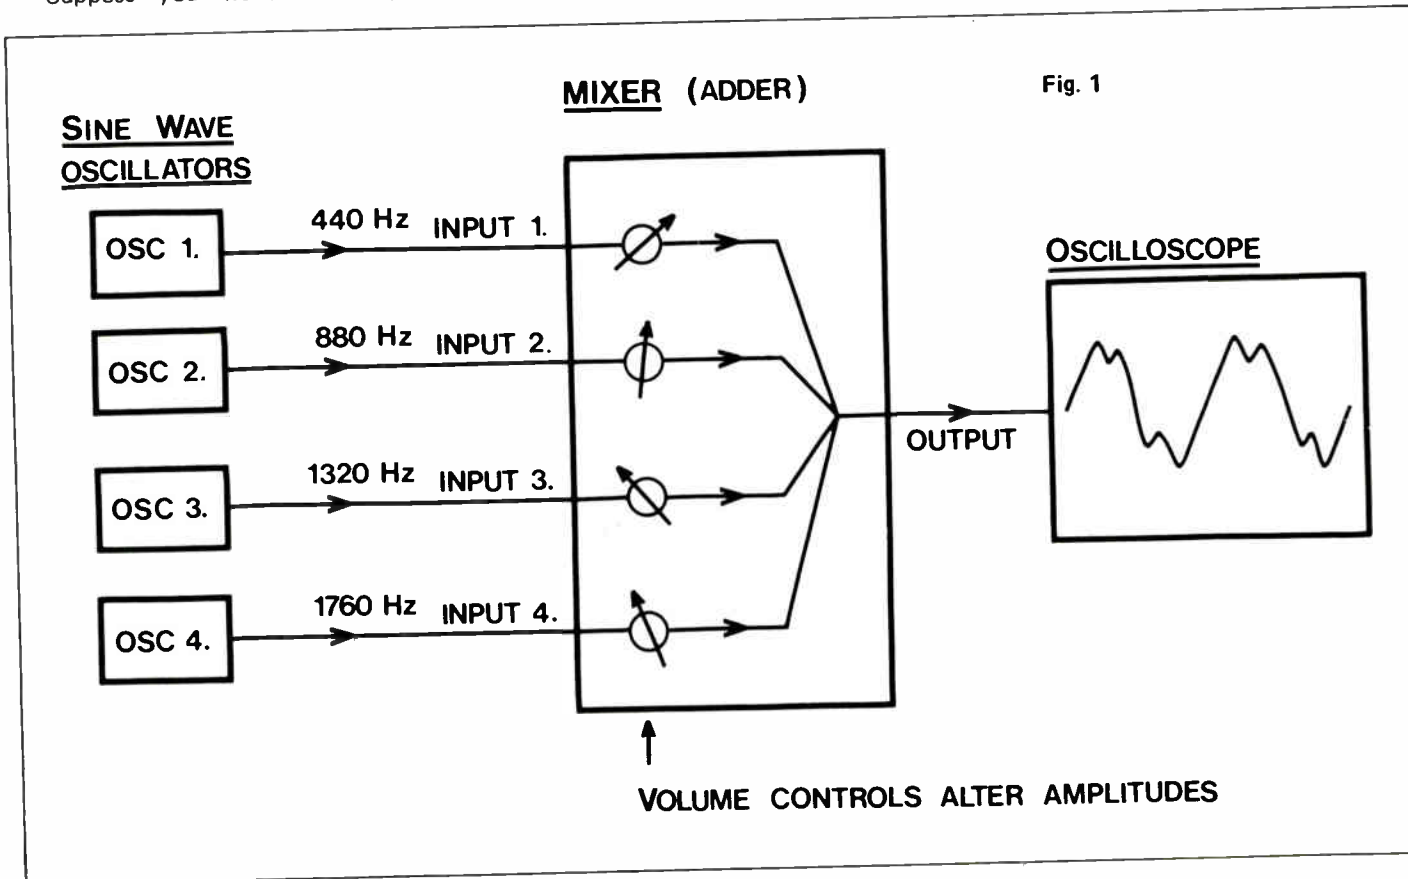 MIXER (ADDER)
Fig. 1
SINE WAVE
OSCILLATORS
OSC 1.
440 Hz INPUT 1.
OSCILLOSCOPE
OSC 2.
880 Hz INPUT 2.
OUTPUT
OSC 3.
1320 Hz INPUT 3.
OSC 4.
1760 Hz INPUT 4.
VOLUME CONTROLS ALTER AMPLITUDES